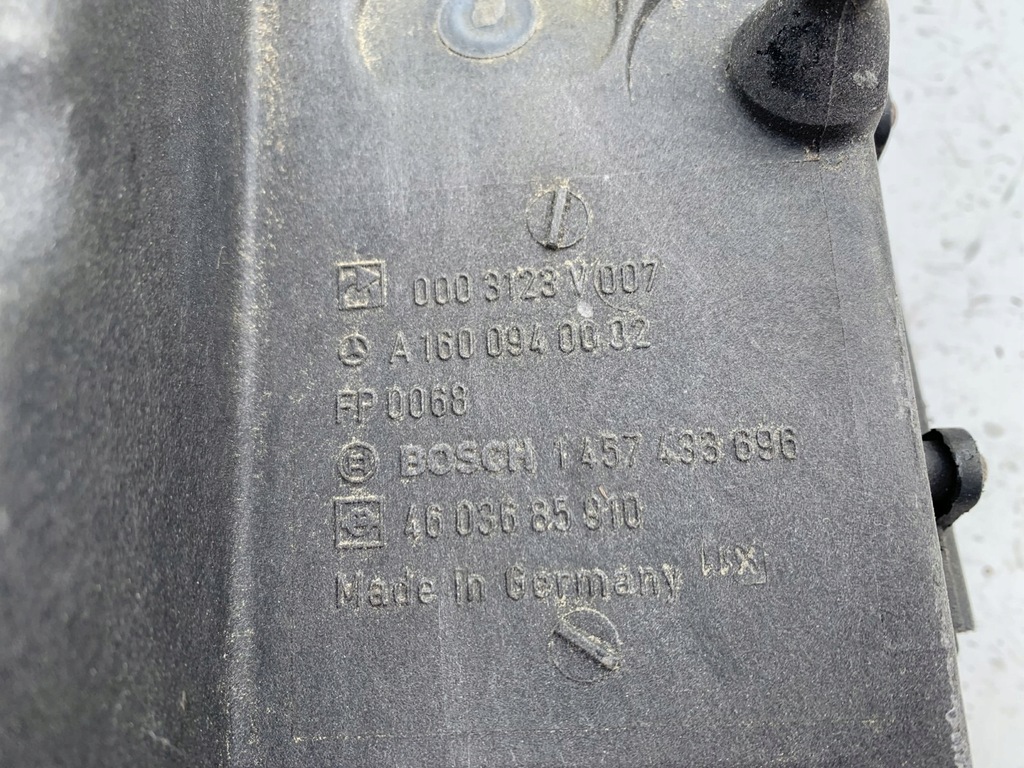 000 3123 V 007
A 160 094 00 02
FP 0068
BOSCH 1 457 433 696
46 036 85 910
Made in Germany